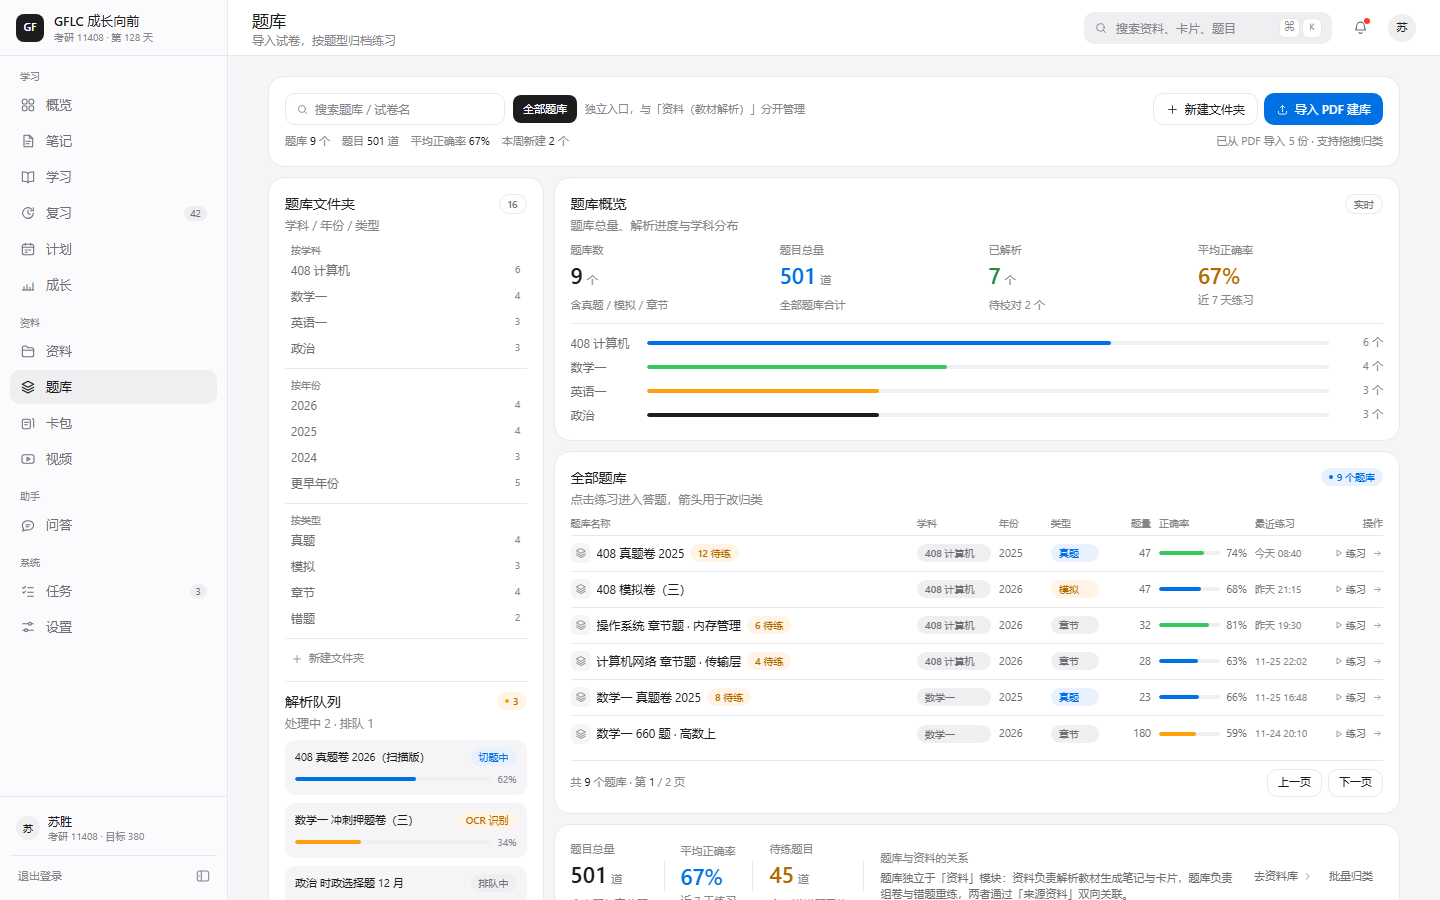 GF
GFLC 成长向前
考研 11408 · 第 128 天
学习
概览
笔记
学习
复习 42
计划
成长
资料
资料
题库
卡包
视频
助手
问答
系统
任务 3
设置
苏
苏胜
考研 11408 · 目标 380
退出登录
题库
导入试卷，按题型归档练习
搜索资料、卡片、题目 ⌘ K
苏
搜索题库 / 试卷名
全部题库
独立入口，与「资料（教材解析）」分开管理
新建文件夹
导入 PDF 建库
题库 9 个 题目 501 道 平均正确率 67% 本周新建 2 个
已从 PDF 导入 5 份 · 支持拖拽归类
题库文件夹 16
学科 / 年份 / 类型
按学科
408 计算机 6
数学一 4
英语一 3
政治 3
按年份
2026 4
2025 4
2024 3
更早年份 5
按类型
真题 4
模拟 3
章节 4
错题 2
新建文件夹
解析队列 3
处理中 2 · 排队 1
408 真题卷 2026（扫描版） 切题中
62%
数学一 冲刺押题卷（三） OCR 识别
34%
政治 时政选择题 12 月 排队中
题库概览 实时
题库总量、解析进度与学科分布
题库数 题目总量 已解析 平均正确率
9 个 501 道 7 个 67%
含真题 / 模拟 / 章节 全部题库合计 待校对 2 个 近 7 天练习
408 计算机 6 个
数学一 4 个
英语一 3 个
政治 3 个
全部题库 9 个题库
点击练习进入答题，箭头用于改归类
题库名称 学科 年份 类型 题量 正确率 最近练习 操作
408 真题卷 2025 12 待练 408 计算机 2025 真题 47 74% 今天 08:40 练习
408 模拟卷（三） 408 计算机 2026 模拟 47 68% 昨天 21:15 练习
操作系统 章节题 · 内存管理 6 待练 408 计算机 2026 章节 32 81% 昨天 19:30 练习
计算机网络 章节题 · 传输层 4 待练 408 计算机 2026 章节 28 63% 11-25 22:02 练习
数学一 真题卷 2025 8 待练 数学一 2025 真题 23 66% 11-25 16:48 练习
数学一 660 题 · 高数上 数学一 2026 章节 180 59% 11-24 20:10 练习
共 9 个题库 · 第 1 / 2 页
上一页 下一页
题目总量 平均正确率 待练题目
501 道 67% 45 道
近 7 天练习
题库与资料的关系
题库独立于「资料」模块：资料负责解析教材生成笔记与卡片，题库负责
组卷与错题重练，两者通过「来源资料」双向关联。
去资料库
批量归类